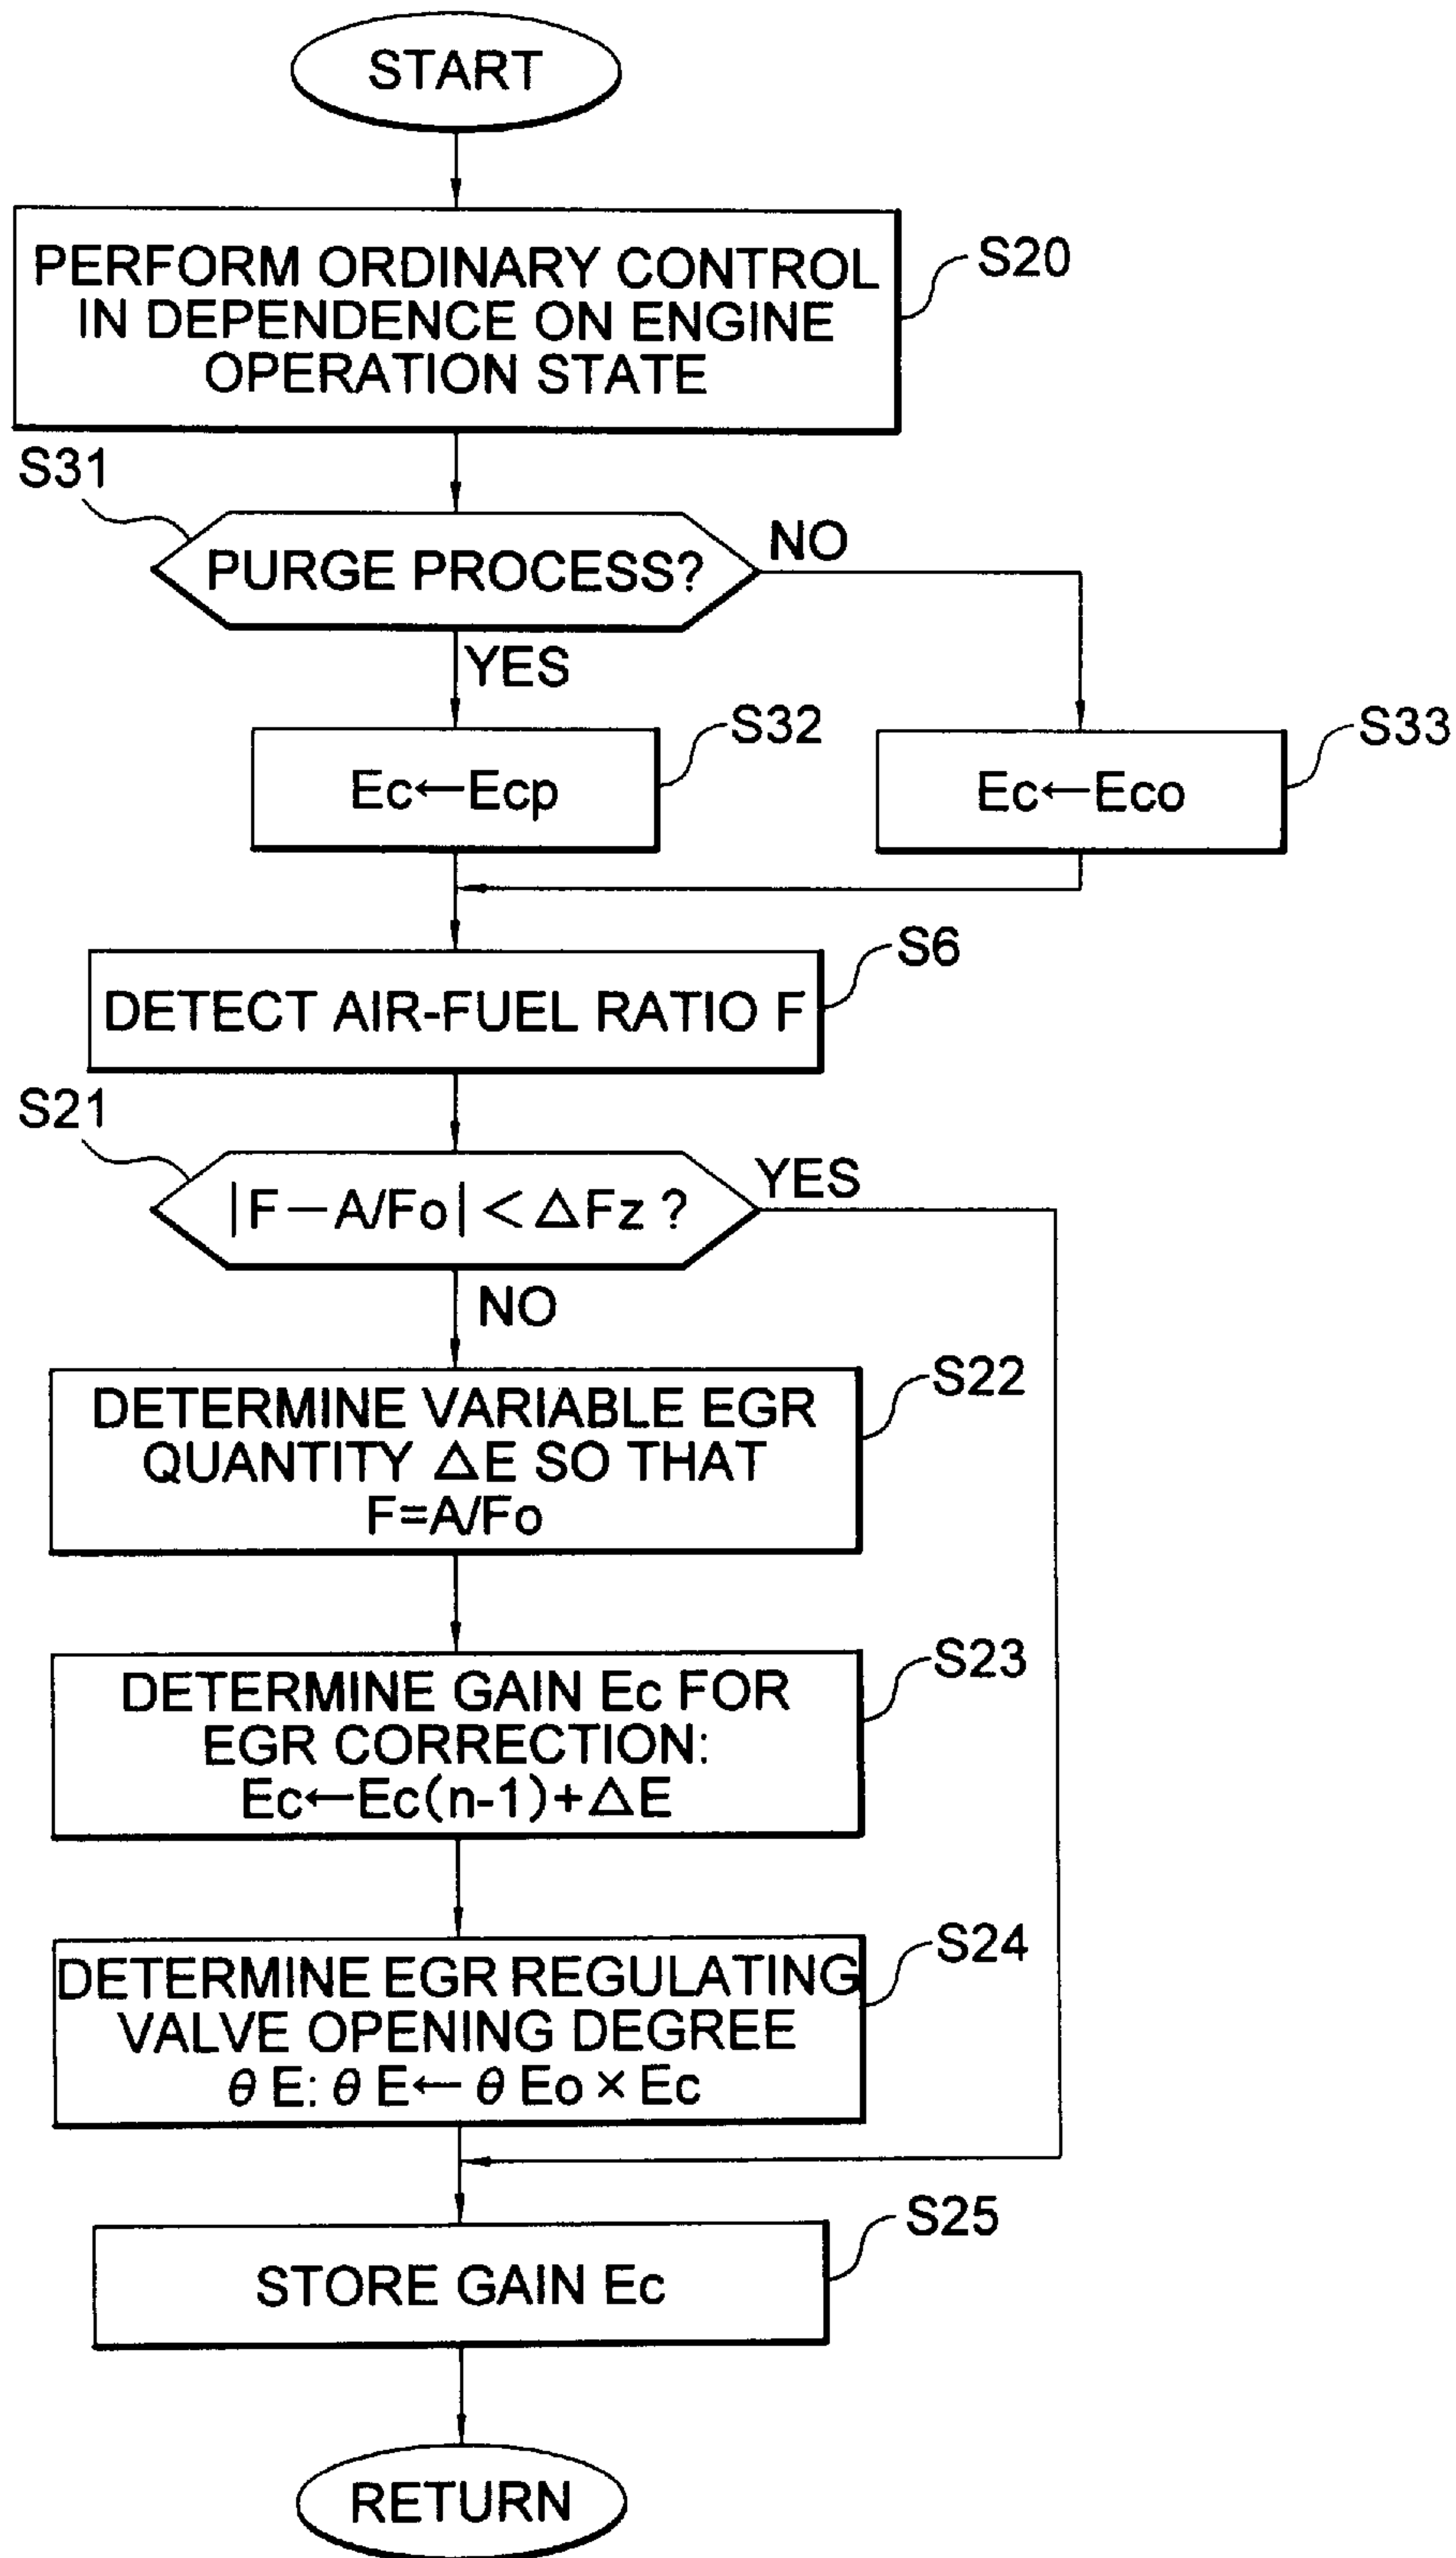 START
PERFORM ORDINARY CONTROL
IN DEPENDENCE ON ENGINE
OPERATION STATE
S20
S31
PURGE PROCESS?
NO
YES
S32
Ec←Ecp
S33
Ec←Eco
S6
DETECT AIR-FUEL RATIO F
S21
|F−A/Fo|<△Fz ?
YES
NO
S22
DETERMINE VARIABLE EGR
QUANTITY △E SO THAT
F=A/Fo
S23
DETERMINE GAIN Ec FOR
EGR CORRECTION:
Ec←Ec(n-1)+△E
S24
DETERMINE EGR REGULATING
VALVE OPENING DEGREE
θE: θE←θEo×Ec
S25
STORE GAIN Ec
RETURN